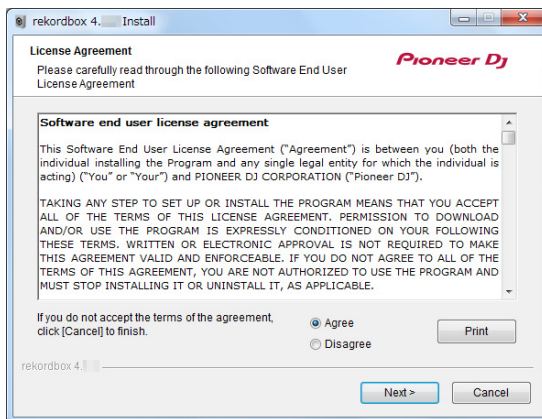 rekordbox 4. Install
License Agreement
Please carefully read through the following Software End User
License Agreement
Pioneer Dj
Software end user license agreement
This Software End User License Agreement (“Agreement”) is between you (both the
individual installing the Program and any single legal entity for which the individual is
acting) (“You” or “Your”) and PIONEER DJ CORPORATION (“Pioneer DJ”).
TAKING ANY STEP TO SET UP OR INSTALL THE PROGRAM MEANS THAT YOU ACCEPT
ALL OF THE TERMS OF THIS LICENSE AGREEMENT. PERMISSION TO DOWNLOAD
AND/OR USE THE PROGRAM IS EXPRESSLY CONDITIONED ON YOUR FOLLOWING
THESE TERMS. WRITTEN OR ELECTRONIC APPROVAL IS NOT REQUIRED TO MAKE
THIS AGREEMENT VALID AND ENFORCEABLE. IF YOU DO NOT AGREE TO ALL OF THE
TERMS OF THIS AGREEMENT, YOU ARE NOT AUTHORIZED TO USE THE PROGRAM AND
MUST STOP INSTALLING IT OR UNINSTALL IT, AS APPLICABLE.
If you do not accept the terms of the agreement,
click [Cancel] to finish.
Agree
Disagree
Print
rekordbox 4.
Next >
Cancel